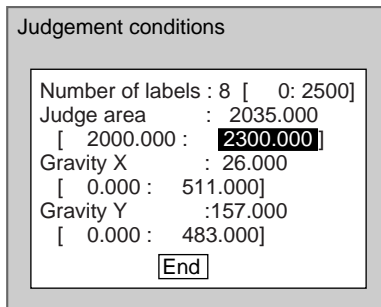 Judgement conditions
Number of labels : 8 [ 0: 2500]
Judge area : 2035.000
[ 2000.000 : 2300.000 ]
Gravity X : 26.000
[ 0.000 : 511.000]
Gravity Y :157.000
[ 0.000 : 483.000]
End